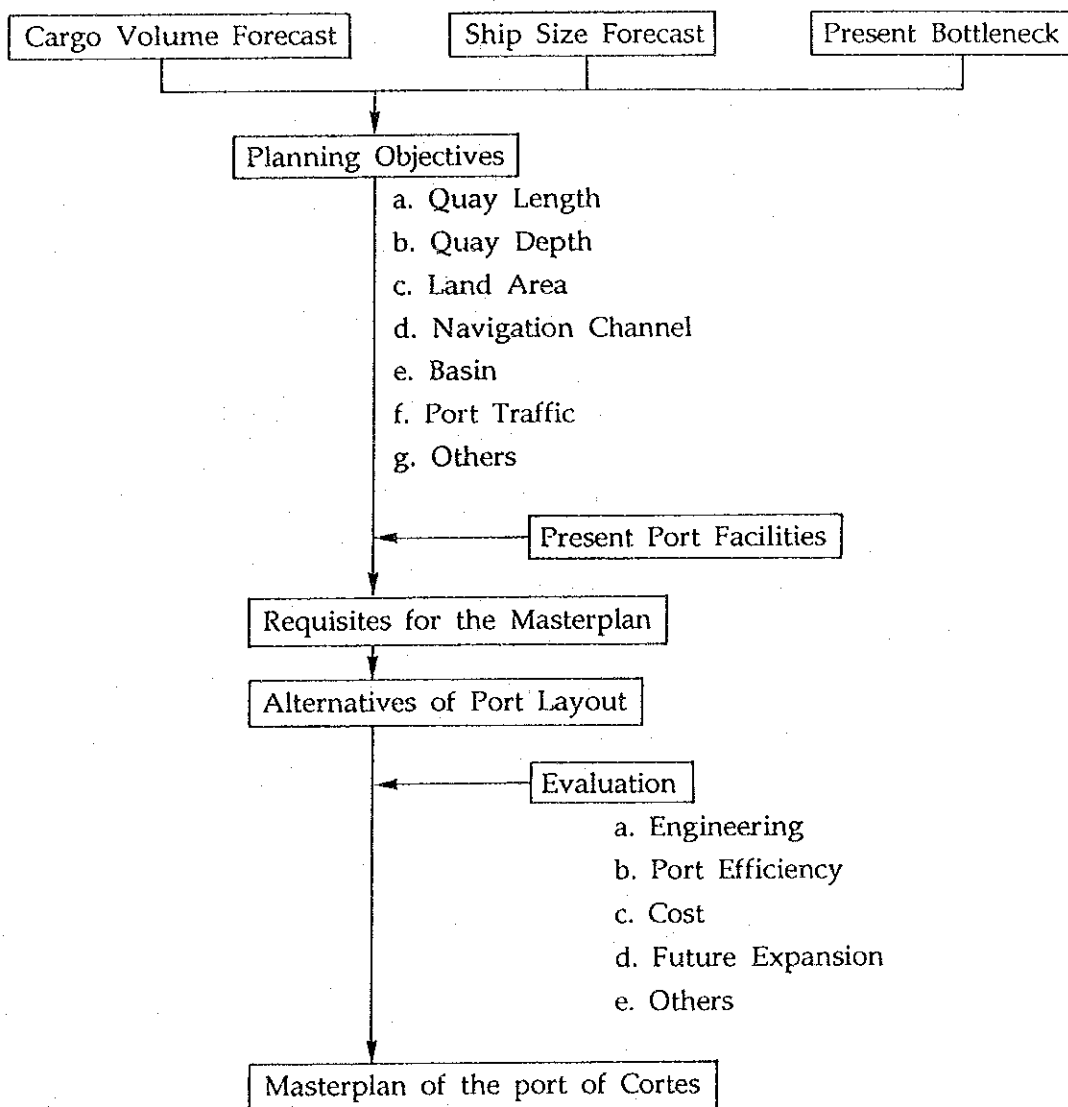 Cargo Volume Forecast
Ship Size Forecast
Present Bottleneck
Planning Objectives
a. Quay Length
b. Quay Depth
c. Land Area
d. Navigation Channel
e. Basin
f. Port Traffic
g. Others
Present Port Facilities
Requisites for the Masterplan
Alternatives of Port Layout
Evaluation
a. Engineering
b. Port Efficiency
c. Cost
d. Future Expansion
e. Others
Masterplan of the port of Cortes